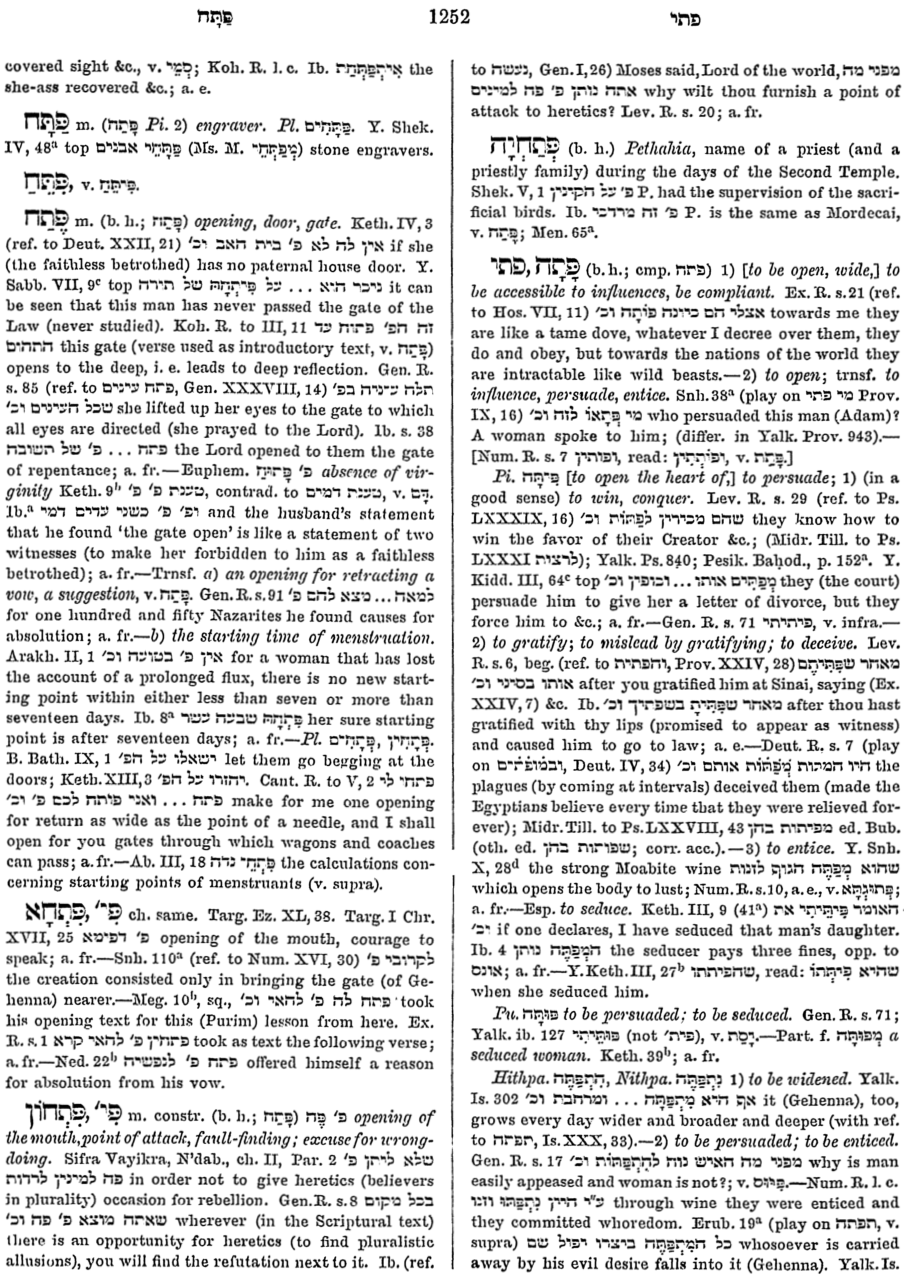 פַּתָּח
1252
פתי
covered sight &c., v. סְמֵי; Koh. R. l. c. Ib. אִיתְפַּתְּחַת the
she-ass recovered &c.; a. e.
פַּתָּח m. (פָּתַח Pi. 2) engraver. Pl. פַּתָּחִים. Y. Shek.
IV, 48ᵃ top פַּתָּחֵי אבנים (Ms. M. מְפַתְּחֵי) stone engravers.
פִּתֵּחַ, v. פִּיתֵּחַ.
פֶּתַח m. (b. h.; פָּתַח) opening, door, gate. Keth. IV, 3
(ref. to Deut. XXII, 21) אין לה לא פ׳ בית האב וכ׳ if she
(the faithless betrothed) has no paternal house door. Y.
Sabb. VII, 9ᶜ top ניכר הוא ... על פִּיתְחָהּ של תורה it can
be seen that this man has never passed the gate of the
Law (never studied). Koh. R. to III, 11 זה הפ׳ פתוח עד
התהום this gate (verse used as introductory text, v. פָּתַח)
opens to the deep, i. e. leads to deep reflection. Gen. R.
s. 85 (ref. to פתח עינים, Gen. XXXVIII, 14) תלה עיניה בפ׳
שכל העינים וכ׳ she lifted up her eyes to the gate to which
all eyes are directed (she prayed to the Lord). Ib. s. 38
פתח ... פ׳ של תשובה the Lord opened to them the gate
of repentance; a. fr.—Euphem. פ׳ פָּתוּחַ absence of vir-
ginity Keth. 9ᵇ טענת פ׳ פ׳, contrad. to טענת דמים, v. דָּם.
Ib.ᵃ ופ׳ פ׳ כשני עדים דמי and the husband's statement
that he found 'the gate open' is like a statement of two
witnesses (to make her forbidden to him as a faithless
betrothed); a. fr.—Trnsf. a) an opening for retracting a
vow, a suggestion, v. פָּתַח. Gen. R. s. 91 למאה... מצא להם פ׳
for one hundred and fifty Nazarites he found causes for
absolution; a. fr.—b) the starting time of menstruation.
Arakh. II, 1 אין פ׳ בטועה וכ׳ for a woman that has lost
the account of a prolonged flux, there is no new start-
ing point within either less than seven or more than
seventeen days. Ib. 8ᵃ פִּתְחָהּ שבעה עשר her sure starting
point is after seventeen days; a. fr.—Pl. פְּתָחִים, פְּתָחִין.
B. Bath. IX, 1 ישאלו על הפ׳ let them go begging at the
doors; Keth. XIII, 3 יחזרו על הפ׳. Cant. R. to V, 2 פתחי לי
פתח ... ואני פותח לכם פ׳ וכ׳ make for me one opening
for return as wide as the point of a needle, and I shall
open for you gates through which wagons and coaches
can pass; a. fr.—Ab. III, 18 פִּתְחֵי נדה the calculations con-
cerning starting points of menstruants (v. supra).
פִּתְחָא, פִּי׳ ch. same. Targ. Ez. XL, 38. Targ. I Chr.
XVII, 25 פ׳ דפימא opening of the mouth, courage to
speak; a. fr.—Snh. 110ᵃ (ref. to Num. XVI, 30) לקרובי פ׳
the creation consisted only in bringing the gate (of Ge-
henna) nearer.—Meg. 10ᵇ, sq., פתח לה פ׳ להאי וכ׳ took
his opening text for this (Purim) lesson from here. Ex.
R. s. 1 פתחין פ׳ להאי קרא took as text the following verse;
a. fr.—Ned. 22ᵇ פתח פ׳ לנפשיה offered himself a reason
for absolution from his vow.
פִּתְחוֹן, פִּי׳ m. constr. (b. h.; פָּתַח) פ׳ פֶּה opening of
the mouth, point of attack, fault-finding; excuse for wrong-
doing. Sifra Vayikra, N'dab., ch. II, Par. 2 שלא ליתן פ׳
פה למינין לרדות in order not to give heretics (believers
in plurality) occasion for rebellion. Gen. R. s. 8 בכל מקום
שאתה מוצא פ׳ פה וכ׳ wherever (in the Scriptural text)
there is an opportunity for heretics (to find pluralistic
allusions), you will find the refutation next to it. Ib. (ref.
to נעשה, Gen. I, 26) Moses said, Lord of the world, מפני מה
אתה נותן פ׳ פה למינים why wilt thou furnish a point of
attack to heretics? Lev. R. s. 20; a. fr.
פְּתַחְיָה (b. h.) Pethahia, name of a priest (and a
priestly family) during the days of the Second Temple.
Shek. V, 1 פ׳ על הקינין P. had the supervision of the sacri-
ficial birds. Ib. פ׳ זה מרדכי P. is the same as Mordecai,
v. פָּתַח; Men. 65ᵃ.
פָּתָה, פתי (b. h.; cmp. פתח) 1) [to be open, wide,] to
be accessible to influences, be compliant. Ex. R. s. 21 (ref.
to Hos. VII, 11) אצלי הם כיונה פוֹתָה וכ׳ towards me they
are like a tame dove, whatever I decree over them, they
do and obey, but towards the nations of the world they
are intractable like wild beasts.—2) to open; trnsf. to
influence, persuade, entice. Snh. 38ᵃ (play on מי פתי Prov.
IX, 16) מי פְּתָאוֹ לזה וכ׳ who persuaded this man (Adam)?
A woman spoke to him; (differ. in Yalk. Prov. 943).—
[Num. R. s. 7 ופותין, read: וּפוֹתְחִין, v. פָּתַח.]
Pi. פִּיתָּה [to open the heart of,] to persuade; 1) (in a
good sense) to win, conquer. Lev. R. s. 29 (ref. to Ps.
LXXXIX, 16) שהם מכירין לְפַתּוֹת וכ׳ they know how to
win the favor of their Creator &c.; (Midr. Till. to Ps.
LXXXI לרצות); Yalk. Ps. 840; Pesik. Baḥod., p. 152ᵃ. Y.
Kidd. III, 64ᶜ top מְפַתִּים אותו ... וכופין וכ׳ they (the court)
persuade him to give her a letter of divorce, but they
force him to &c.; a. fr.—Gen. R. s. 71 פיתיתי, v. infra.—
2) to gratify; to mislead by gratifying; to deceive. Lev.
R. s. 6, beg. (ref. to והפתית, Prov. XXIV, 28) מאחר שפִּתִּיתֶם
אותו בסיני וכ׳ after you gratified him at Sinai, saying (Ex.
XXIV, 7) &c. Ib. מאחר שפִּתִּיתָ בשפתיך וכ׳ after thou hast
gratified with thy lips (promised to appear as witness)
and caused him to go to law; a. e.—Deut. R. s. 7 (play
on ובמופתים, Deut. IV, 34) היו המכות מְפַתּוֹת אותם וכ׳ the
plagues (by coming at intervals) deceived them (made the
Egyptians believe every time that they were relieved for-
ever); Midr. Till. to Ps. LXXVIII, 43 מפיתות בהן ed. Bub.
(oth. ed. שפותות בהן; corr. acc.).—3) to entice. Y. Snh.
X, 28ᵈ the strong Moabite wine שהוא מְפַתֶּה הגוף לזנות
which opens the body to lust; Num. R. s. 10, a. e., v. פְּתוּגְתָּא;
a. fr.—Esp. to seduce. Keth. III, 9 (41ᵃ) האומר פִּיתִּיתִי את
וכ׳ if one declares, I have seduced that man's daughter.
Ib. 4 הַמְפַתֶּה נותן the seducer pays three fines, opp. to
אונס; a. fr.—Y. Keth. III, 27ᵇ שהפיתתו, read: שהיא פִּיתָּתוֹ
when she seduced him.
Pu. פּוּתָּה to be persuaded; to be seduced. Gen. R. s. 71;
Yalk. ib. 127 פּוּתֵּיתִי (not פית׳), v. יָסַת.—Part. f. מְפוּתָּה a
seduced woman. Keth. 39ᵇ; a. fr.
Hithpa. הִתְפַּתֶּה, Nithpa. נִתְפַּתֶּה 1) to be widened. Yalk.
Is. 302 אף היא מִתְפַּתָּה ... ומרחבת וכ׳ it (Gehenna), too,
grows every day wider and broader and deeper (with ref.
to תפתה, Is. XXX, 33).—2) to be persuaded; to be enticed.
Gen. R. s. 17 מפני מה האיש נוח לְהִתְפַּתּוֹת וכ׳ why is man
easily appeased and woman is not?; v. פִּיּוּס.—Num. R. l. c.
ע״י היין נִתְפַּתּוּ וזנו through wine they were enticed and
they committed whoredom. Erub. 19ᵃ (play on תפתה, v.
supra) כל המִתְפַּתֶּה ביצרו יפול שם whosoever is carried
away by his evil desire falls into it (Gehenna). Yalk. Is.